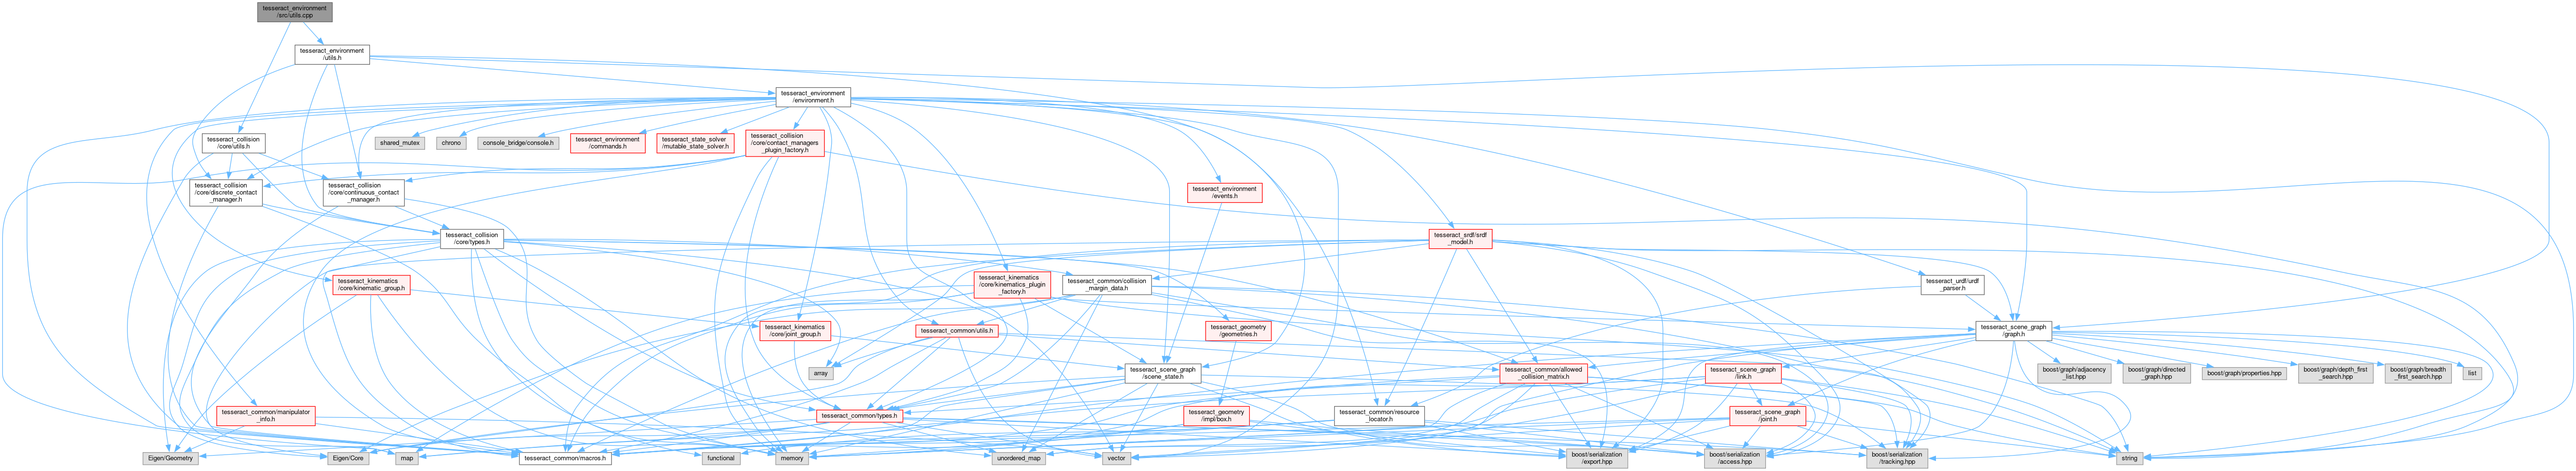 tesseract_environment
/src/utils.cpp
tesseract_environment
/utils.h
tesseract_environment
/environment.h
tesseract_collision
/core/utils.h
shared_mutex
chrono
console_bridge/console.h
tesseract_environment
/commands.h
tesseract_state_solver
/mutable_state_solver.h
tesseract_collision
/core/contact_managers
_plugin_factory.h
tesseract_collision
/core/discrete_contact
_manager.h
tesseract_collision
/core/continuous_contact
_manager.h
tesseract_environment
/events.h
tesseract_collision
/core/types.h
tesseract_srdf/srdf
_model.h
tesseract_kinematics
/core/kinematic_group.h
tesseract_kinematics
/core/kinematics_plugin
_factory.h
tesseract_common/collision
_margin_data.h
tesseract_urdf/urdf
_parser.h
tesseract_kinematics
/core/joint_group.h
tesseract_common/utils.h
tesseract_geometry
/geometries.h
tesseract_scene_graph
/graph.h
array
tesseract_scene_graph
/scene_state.h
tesseract_common/allowed
_collision_matrix.h
tesseract_scene_graph
/link.h
boost/graph/adjacency
_list.hpp
boost/graph/directed
_graph.hpp
boost/graph/properties.hpp
boost/graph/depth_first
_search.hpp
boost/graph/breadth
_first_search.hpp
list
tesseract_common/manipulator
_info.h
tesseract_common/types.h
tesseract_geometry
/impl/box.h
tesseract_common/resource
_locator.h
tesseract_scene_graph
/joint.h
Eigen/Geometry
Eigen/Core
map
tesseract_common/macros.h
functional
memory
unordered_map
vector
boost/serialization
/export.hpp
boost/serialization
/access.hpp
boost/serialization
/tracking.hpp
string